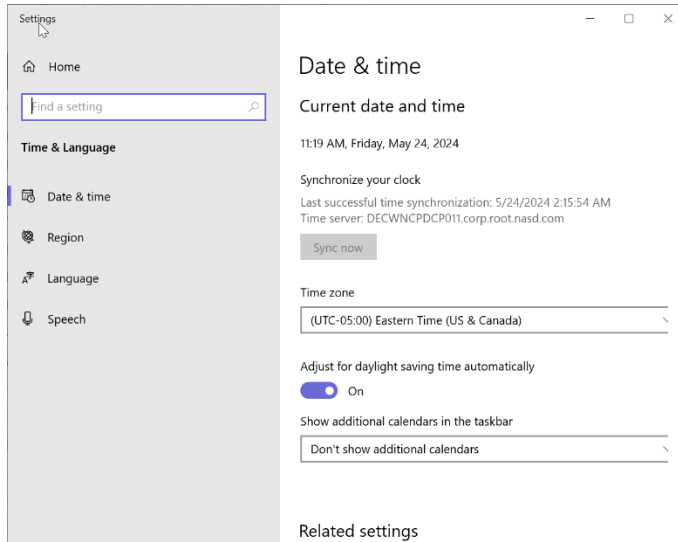 Settings
Home
Find a setting
Time & Language
Date & time
Region
Language
Speech
Date & time
Current date and time
11:19 AM, Friday, May 24, 2024
Synchronize your clock
Last successful time synchronization: 5/24/2024 2:15:54 AM
Time server: DECWNCPDCP011.corp.root.nasd.com
Sync now
Time zone
(UTC-05:00) Eastern Time (US & Canada)
Adjust for daylight saving time automatically
On
Show additional calendars in the taskbar
Don't show additional calendars
Related settings